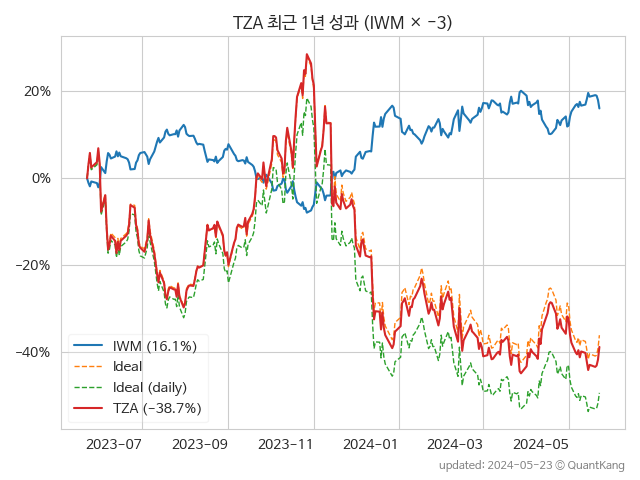 TZA 최근 1년 성과 (IWM × −3)
20%
0%
−20%
−40%
IWM (16.1%)
Ideal
Ideal (daily)
TZA (−38.7%)
2023-07 2023-09 2023-11 2024-01 2024-03 2024-05
updated: 2024-05-23 © QuantKang